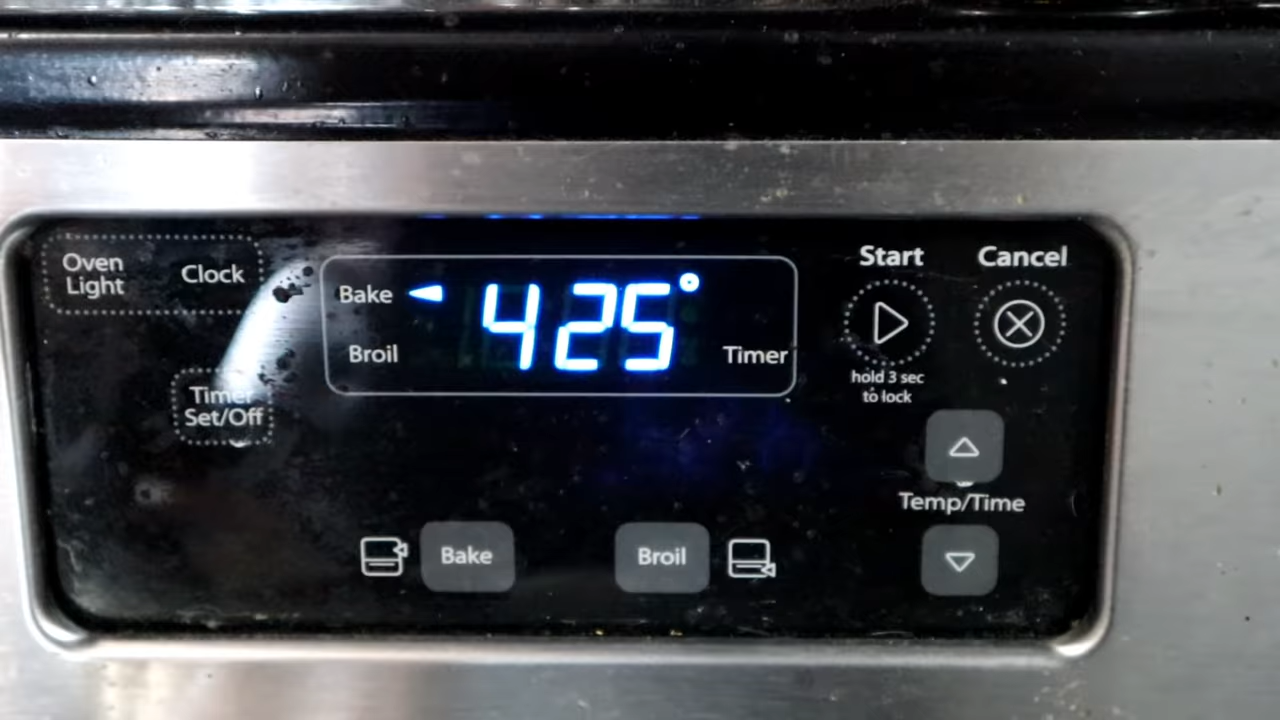 Oven
Light
Clock
Timer
Set/Off
Bake
425°
Broil
Timer
Start
Cancel
hold 3 sec
to lock
Temp/Time
Bake
Broil